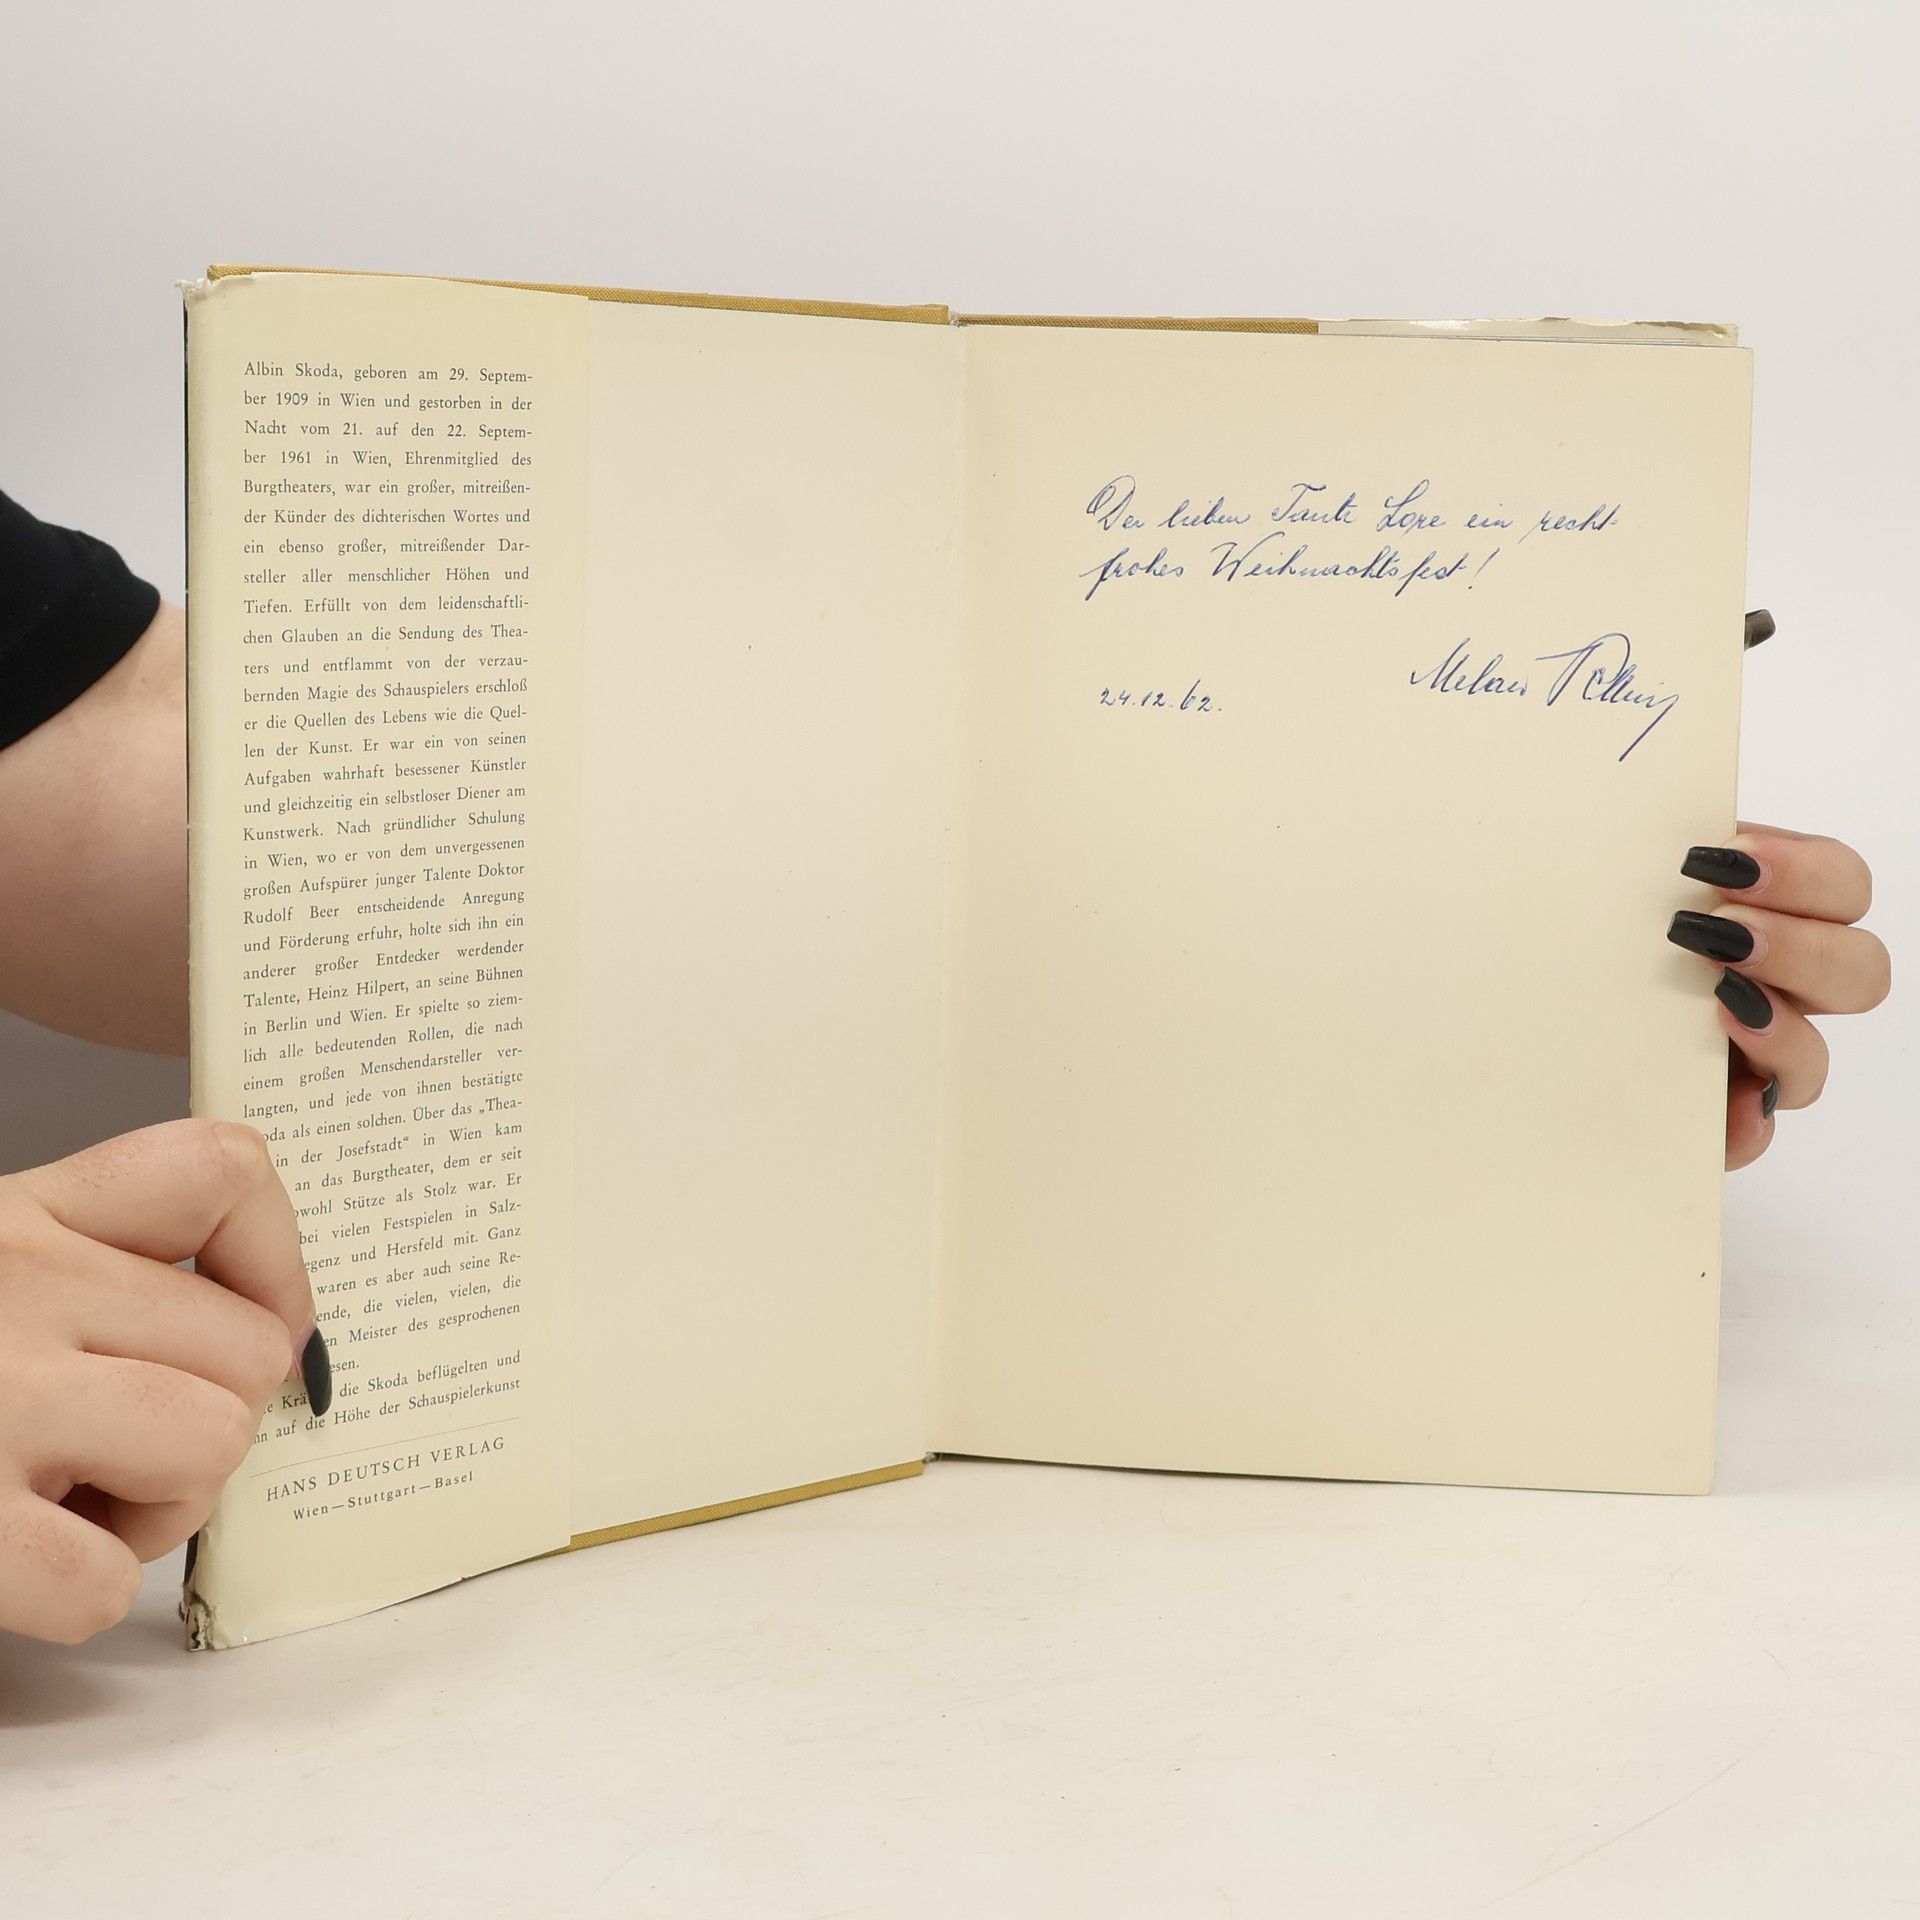 Albin Skoda, geboren am 29. Septem-
ber 1909 in Wien und gestorben in der
Nacht vom 21. auf den 22. Septem-
ber 1961 in Wien, Ehrenmitglied des
Burgtheaters, war ein großer, mitreißen-
der Künder des dichterischen Wortes und
ein ebenso großer, mitreißender Dar-
steller aller menschlicher Höhen und
Tiefen. Erfüllt von dem leidenschaftli-
chen Glauben an die Sendung des Thea-
ters und entflammt von der verzau-
bernden Magie des Schauspielers erschloß
er die Quellen des Lebens wie die Quel-
len der Kunst. Er war ein von seinen
Aufgaben wahrhaft besessener Künstler
und gleichzeitig ein selbstloser Diener am
Kunstwerk. Nach gründlicher Schulung
in Wien, wo er von dem unvergessenen
großen Aufspürer junger Talente Doktor
Rudolf Beer entscheidende Anregung
und Förderung erfuhr, holte sich ihn ein
anderer großer Entdecker werdender
Talente, Heinz Hilpert, an seine Bühnen
in Berlin und Wien. Er spielte so ziem-
lich alle bedeutenden Rollen, die nach
einem großen Menschendarsteller ver-
langten, und jede von ihnen bestätigte
oda als einen solchen. Über das „Thea-
in der Josefstadt" in Wien kam
an das Burgtheater, dem er seit
owohl Stütze als Stolz war. Er
bei vielen Festspielen in Salz-
egenz und Hersfeld mit. Ganz
waren es aber auch seine Re-
ende, die vielen, vielen, die
en Meister des gesprochenen
esen.
e Krä die Skoda beflügelten und
hn auf die Höhe der Schauspielerkunst
HANS DEUTSCH VERLAG
Wien—Stuttgart—Basel
Der lieben Tante Lore ein recht
frohes Weihnachtsfest!
24.12.62.